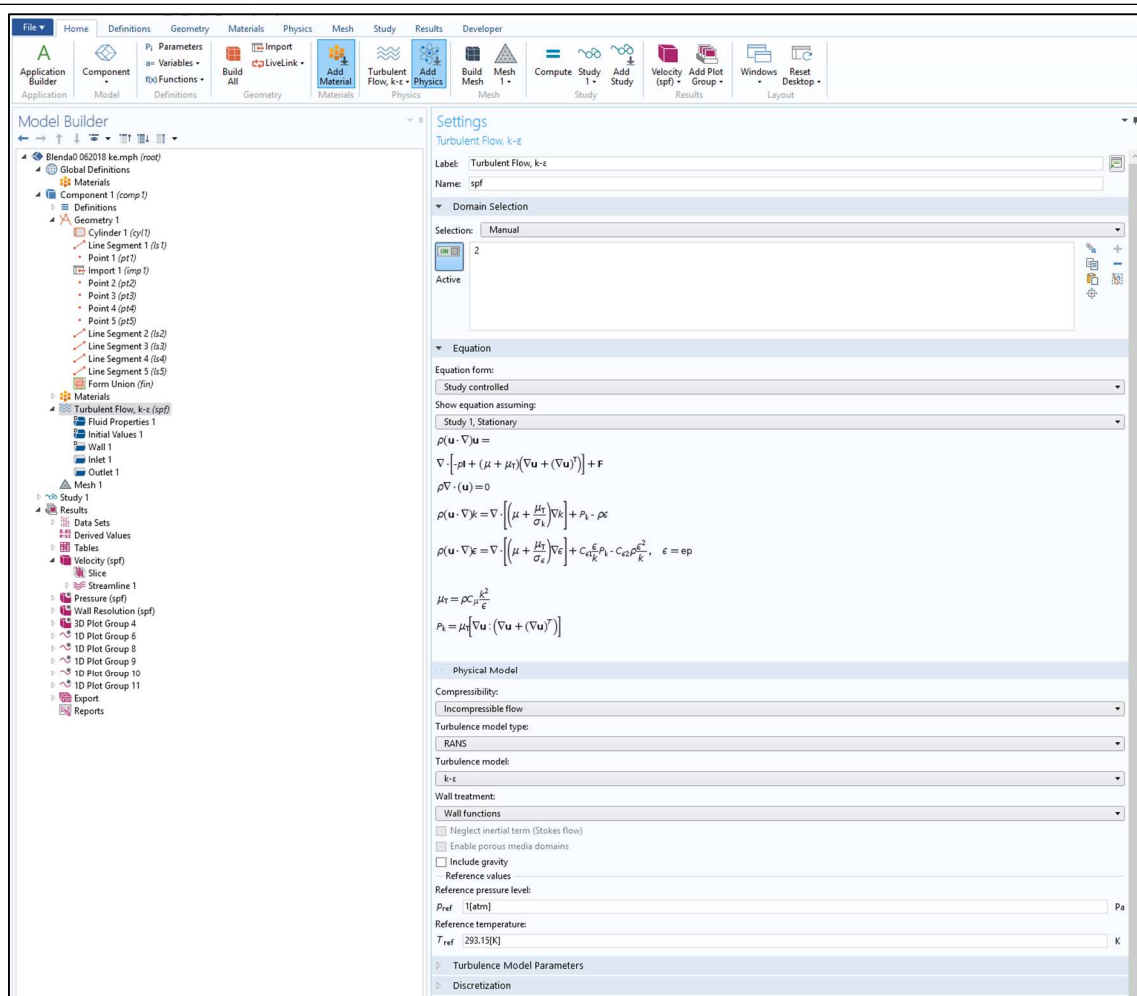 File ▾ Home Definitions Geometry Materials Physics Mesh Study Results Developer
A Application Builder
Component
Pi Parameters
a= Variables
f(x) Functions
Build All
Import
LiveLink
Add Material
Turbulent Flow, k-ε
Add Physics
Build Mesh
Mesh 1
Compute
Study 1
Add Study
Velocity (spf)
Add Plot Group
Windows
Reset Desktop
Application Model Definitions Geometry Materials Physics Mesh Study Results Layout
Model Builder
Blenda0 062018 ke.mph (root)
Global Definitions
Materials
Component 1 (comp1)
Definitions
Geometry 1
Cylinder 1 (cyl1)
Line Segment 1 (ls1)
Point 1 (pt1)
Import 1 (imp1)
Point 2 (pt2)
Point 3 (pt3)
Point 4 (pt4)
Point 5 (pt5)
Line Segment 2 (ls2)
Line Segment 3 (ls3)
Line Segment 4 (ls4)
Line Segment 5 (ls5)
Form Union (fin)
Materials
Turbulent Flow, k-ε (spf)
Fluid Properties 1
Initial Values 1
Wall 1
Inlet 1
Outlet 1
Mesh 1
Study 1
Results
Data Sets
Derived Values
Tables
Velocity (spf)
Slice
Streamline 1
Pressure (spf)
Wall Resolution (spf)
3D Plot Group 4
1D Plot Group 6
1D Plot Group 8
1D Plot Group 9
1D Plot Group 10
1D Plot Group 11
Export
Reports
Settings
Turbulent Flow, k-ε
Label: Turbulent Flow, k-ε
Name: spf
Domain Selection
Selection: Manual
ON 2
Active
Equation
Equation form:
Study controlled
Show equation assuming:
Study 1, Stationary
ρ(u · ∇)u =
∇ · [-pI + (μ + μT)(∇u + (∇u)^T)] + F
ρ∇ · (u) = 0
ρ(u · ∇)k = ∇ · [(μ + μT/σk)∇k] + Pk - ρϵ
ρ(u · ∇)ϵ = ∇ · [(μ + μT/σϵ)∇ϵ] + Cϵ1 ϵ/k Pk - Cϵ2 ρ ϵ²/k, ϵ = ep
μT = ρCμ k²/ϵ
Pk = μT[∇u : (∇u + (∇u)^T)]
Physical Model
Compressibility:
Incompressible flow
Turbulence model type:
RANS
Turbulence model:
k-ε
Wall treatment:
Wall functions
Neglect inertial term (Stokes flow)
Enable porous media domains
Include gravity
Reference values
Reference pressure level:
pref 1[atm] Pa
Reference temperature:
Tref 293.15[K] K
Turbulence Model Parameters
Discretization